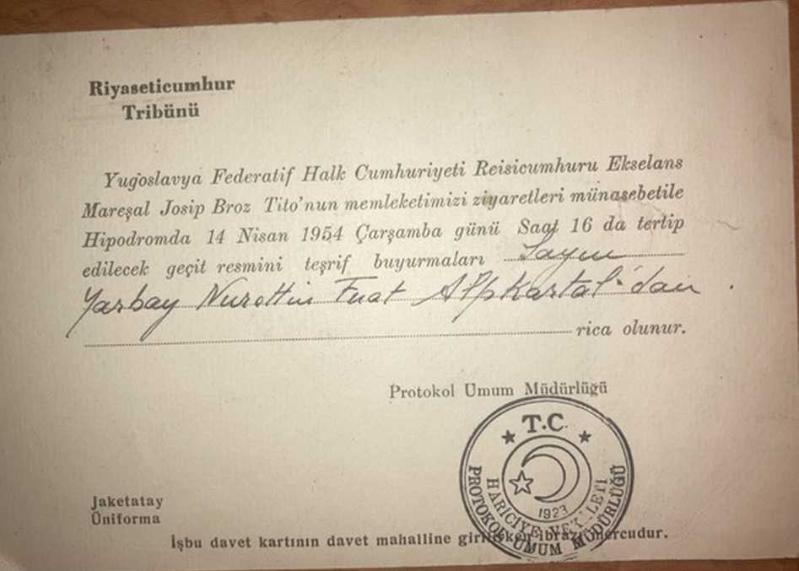 Riyaseticumhur
Tribünü
Yugoslavya Federatif Halk Cumhuriyeti Reisicumhuru Ekselans
Mareşal Josip Broz Tito'nun memleketimizi ziyaretleri münasebetile
Hipodromda 14 Nisan 1954 Çarşamba günü Saat 16 da tertip
edilecek geçit resmini teşrif buyurmaları Sayın
Yarbay Nurettin Fuat Alpkartal'dan
rica olunur.
Protokol Umum Müdürlüğü
T.C.
1923
HARİCİYE VEKÂLETİ
PROTOKOL UMUM MÜDÜRLÜĞÜ
Jaketatay
Üniforma
İşbu davet kartının davet mahalline girilirken ibrazı mercudur.